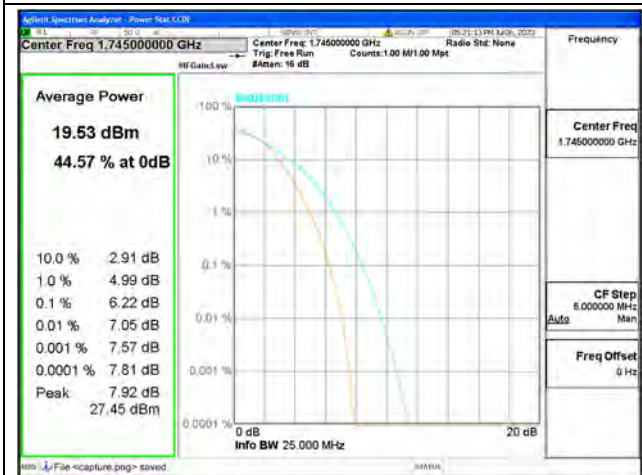 Agilent Spectrum Analyzer - Power Stat CCDF
Center Freq 1.745000000 GHz
Center Freq: 1.745000000 GHz
Radio Std: None
Trig: Free Run
Counts:1.00 M/1.00 Mpt
#IFGain:Low
#Atten: 16 dB
Frequency
Average Power
19.53 dBm
44.57 % at 0dB
10.0 % 2.91 dB
1.0 % 4.99 dB
0.1 % 6.22 dB
0.01 % 7.05 dB
0.001 % 7.57 dB
0.0001 % 7.81 dB
Peak 7.92 dB
27.45 dBm
Gaussian
100 %
10 %
1 %
0.1 %
0.01 %
0.001 %
0.0001 %
0 dB
20 dB
Info BW 25.000 MHz
Center Freq
1.745000000 GHz
CF Step
5.000000 MHz
Auto Man
Freq Offset
0 Hz
MSG File <capture.png> saved
STATUS